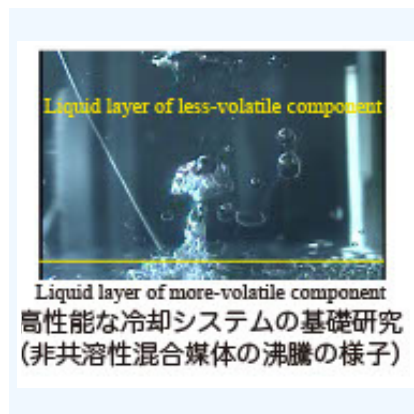 Liquid layer of less-volatile component
Liquid layer of more-volatile component
高性能な冷却システムの基礎研究
(非共溶性混合媒体の沸騰の様子)